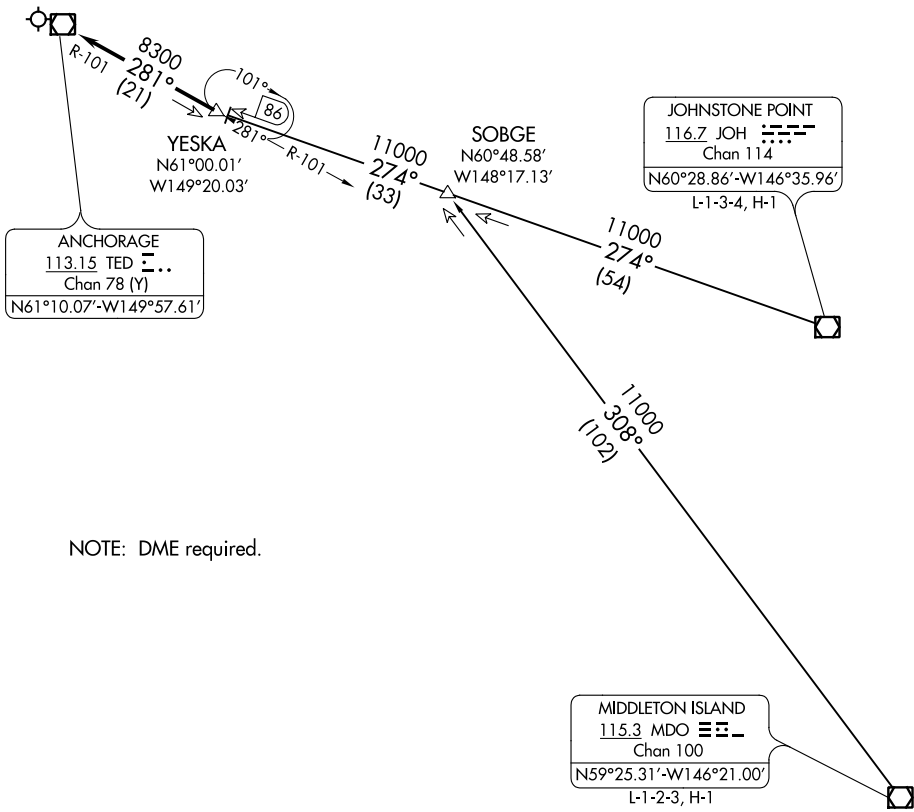 R-101
8300
281°
(21)
101°
86
281°
R-101
YESKA
N61°00.01'
W149°20.03'
11000
274°
(33)
SOBGE
N60°48.58'
W148°17.13'
JOHNSTONE POINT
116.7 JOH
Chan 114
N60°28.86'-W146°35.96'
L-1-3-4, H-1
11000
274°
(54)
ANCHORAGE
113.15 TED
Chan 78 (Y)
N61°10.07'-W149°57.61'
11000
308°
(102)
NOTE: DME required.
MIDDLETON ISLAND
115.3 MDO
Chan 100
N59°25.31'-W146°21.00'
L-1-2-3, H-1